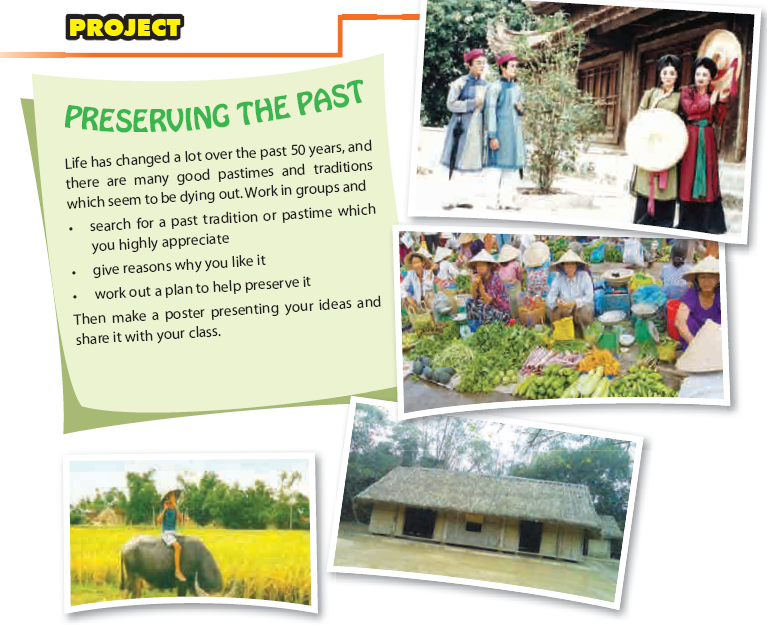 PROJECT
PRESERVING THE PAST
Life has changed a lot over the past 50 years, and
there are many good pastimes and traditions
which seem to be dying out. Work in groups and
• search for a past tradition or pastime which
you highly appreciate
• give reasons why you like it
• work out a plan to help preserve it
Then make a poster presenting your ideas and
share it with your class.